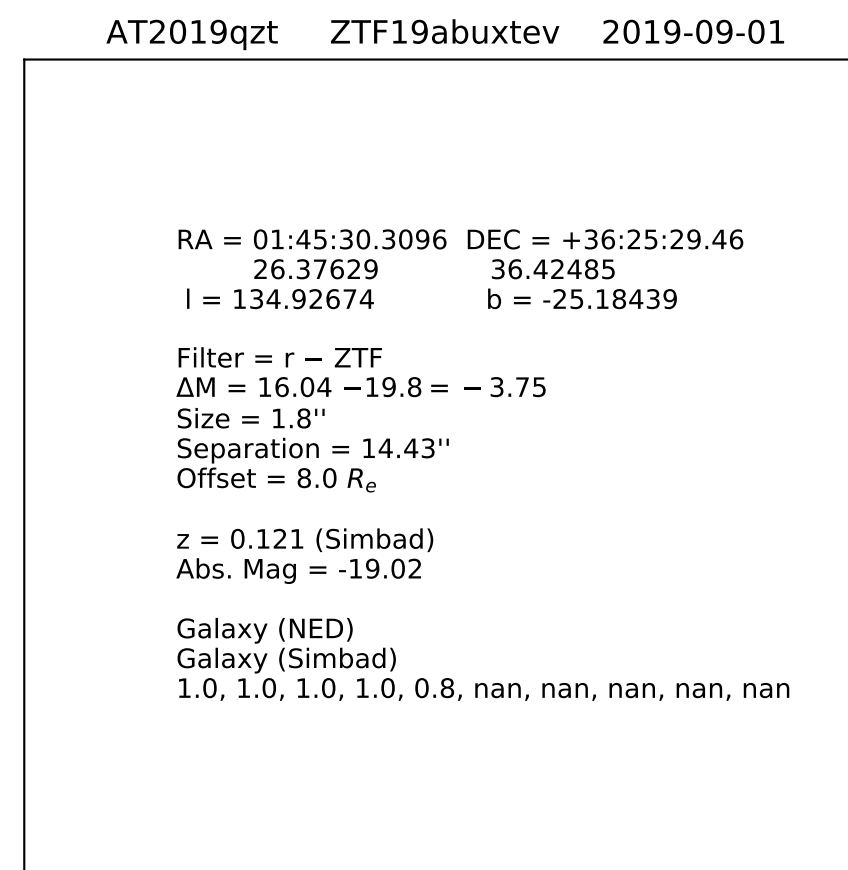 AT2019qzt ZTF19abuxtev 2019-09-01
RA = 01:45:30.3096 DEC = +36:25:29.46
26.37629 36.42485
l = 134.92674 b = -25.18439
Filter = r − ZTF
ΔM = 16.04 −19.8 = − 3.75
Size = 1.8''
Separation = 14.43''
Offset = 8.0 Re
z = 0.121 (Simbad)
Abs. Mag = -19.02
Galaxy (NED)
Galaxy (Simbad)
1.0, 1.0, 1.0, 1.0, 0.8, nan, nan, nan, nan, nan